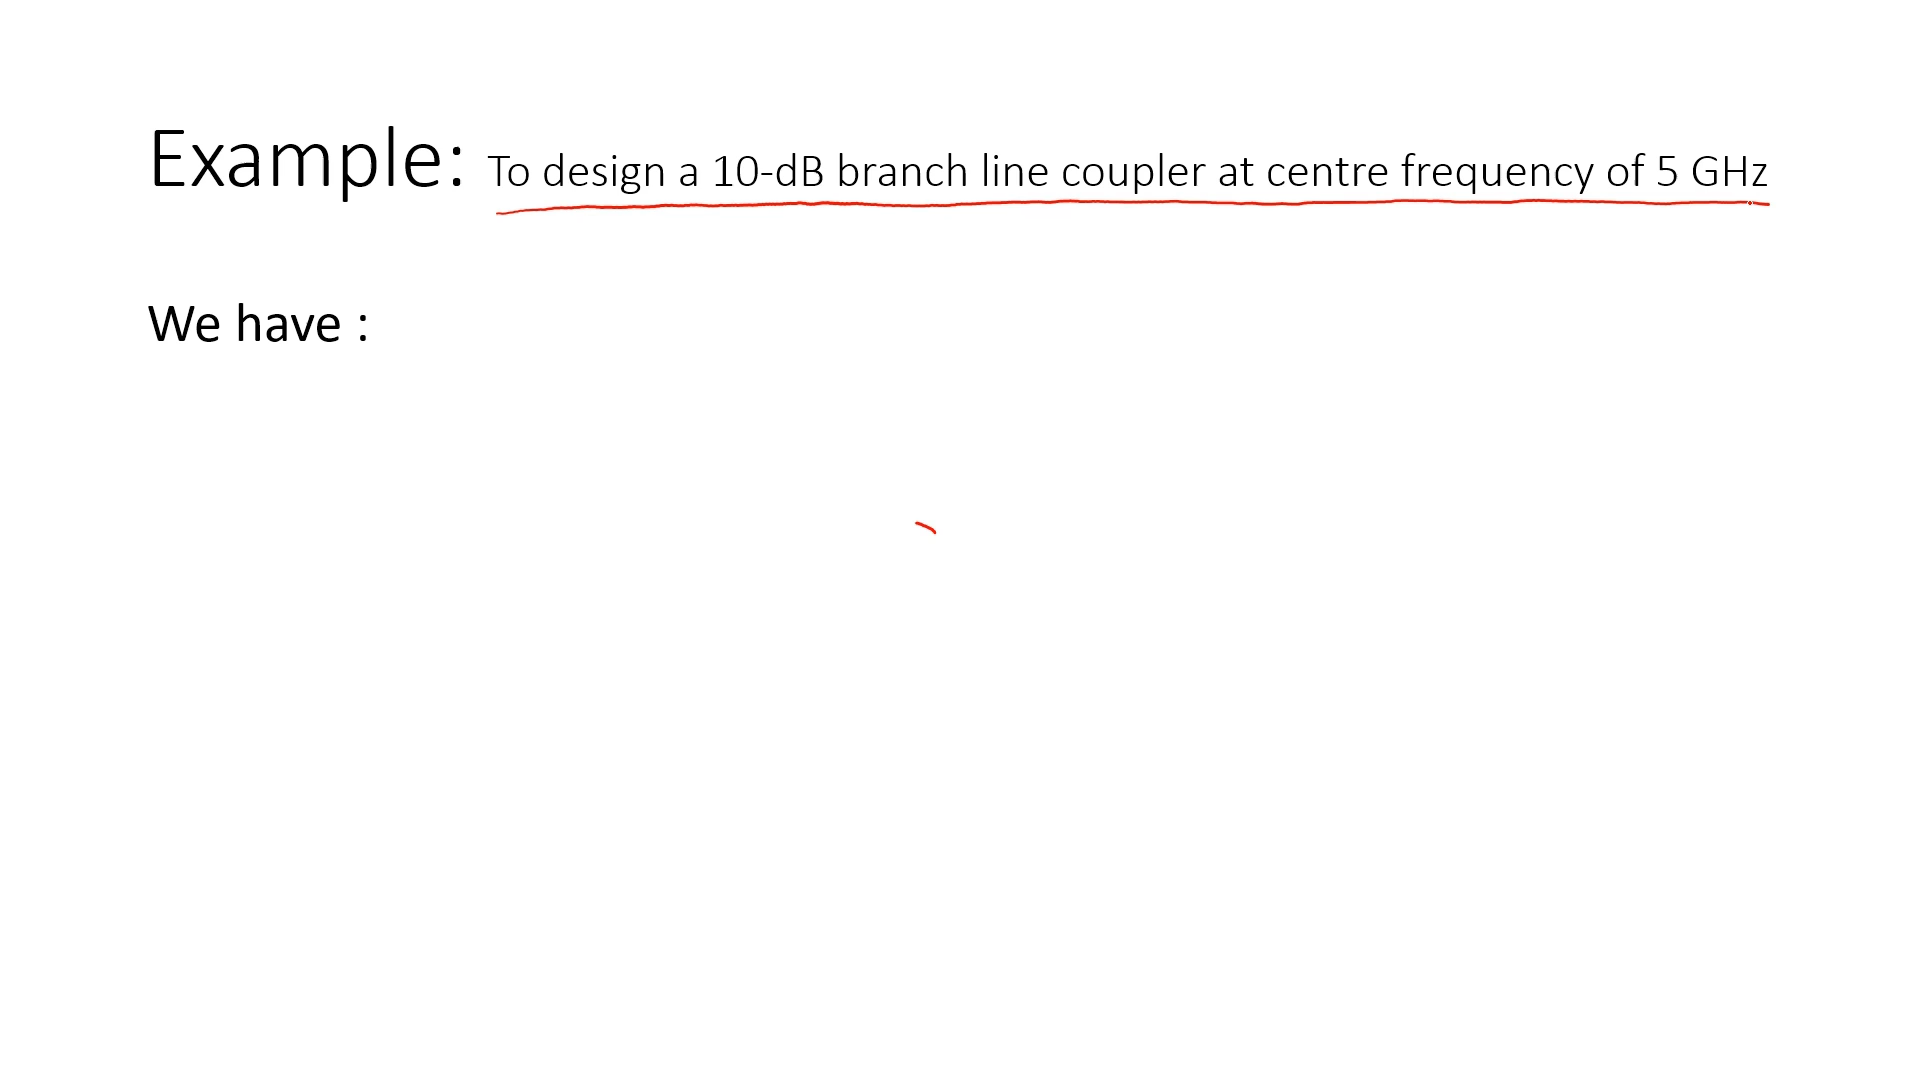 Example: To design a 10-dB branch line coupler at centre frequency of 5 GHz
We have :